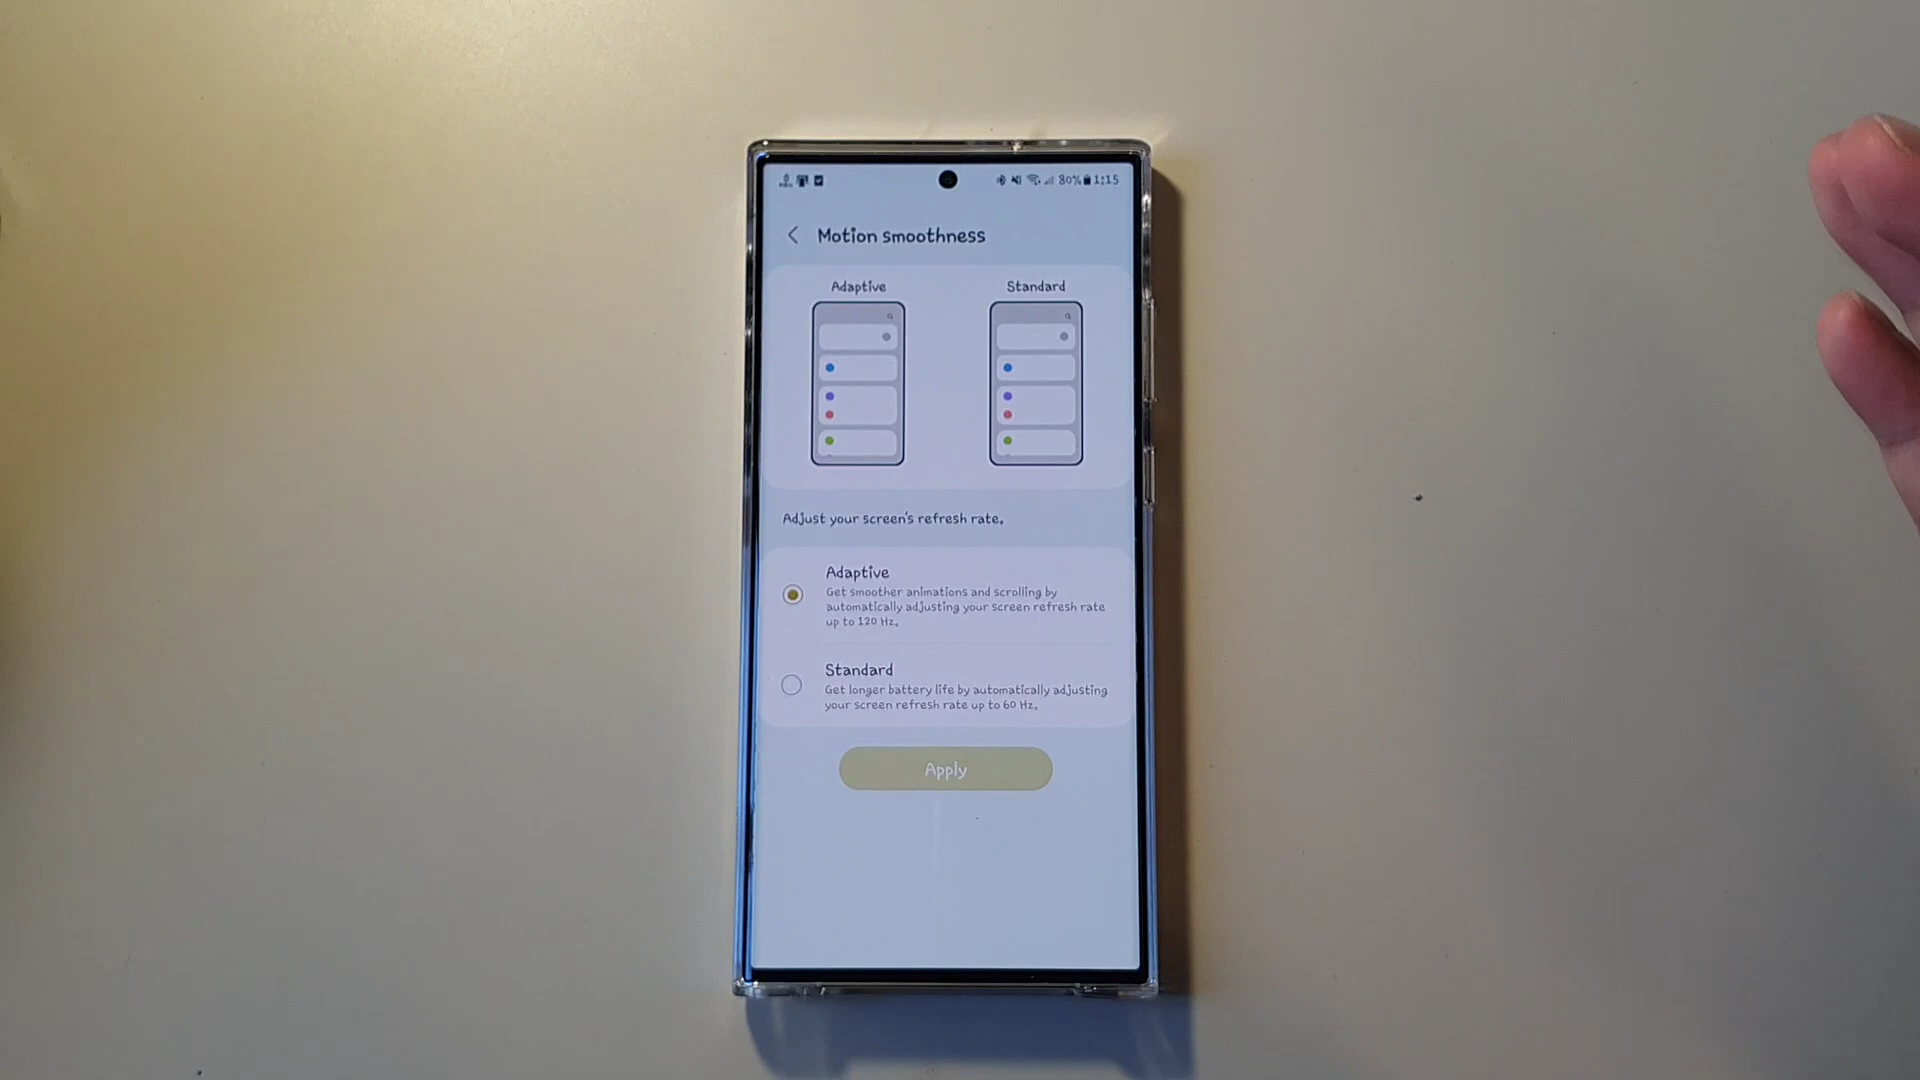 80% 1:15
Motion smoothness
Adaptive
Standard
Adjust your screen's refresh rate.
Adaptive
Get smoother animations and scrolling by
automatically adjusting your screen refresh rate
up to 120 Hz.
Standard
Get longer battery life by automatically adjusting
your screen refresh rate up to 60 Hz.
Apply